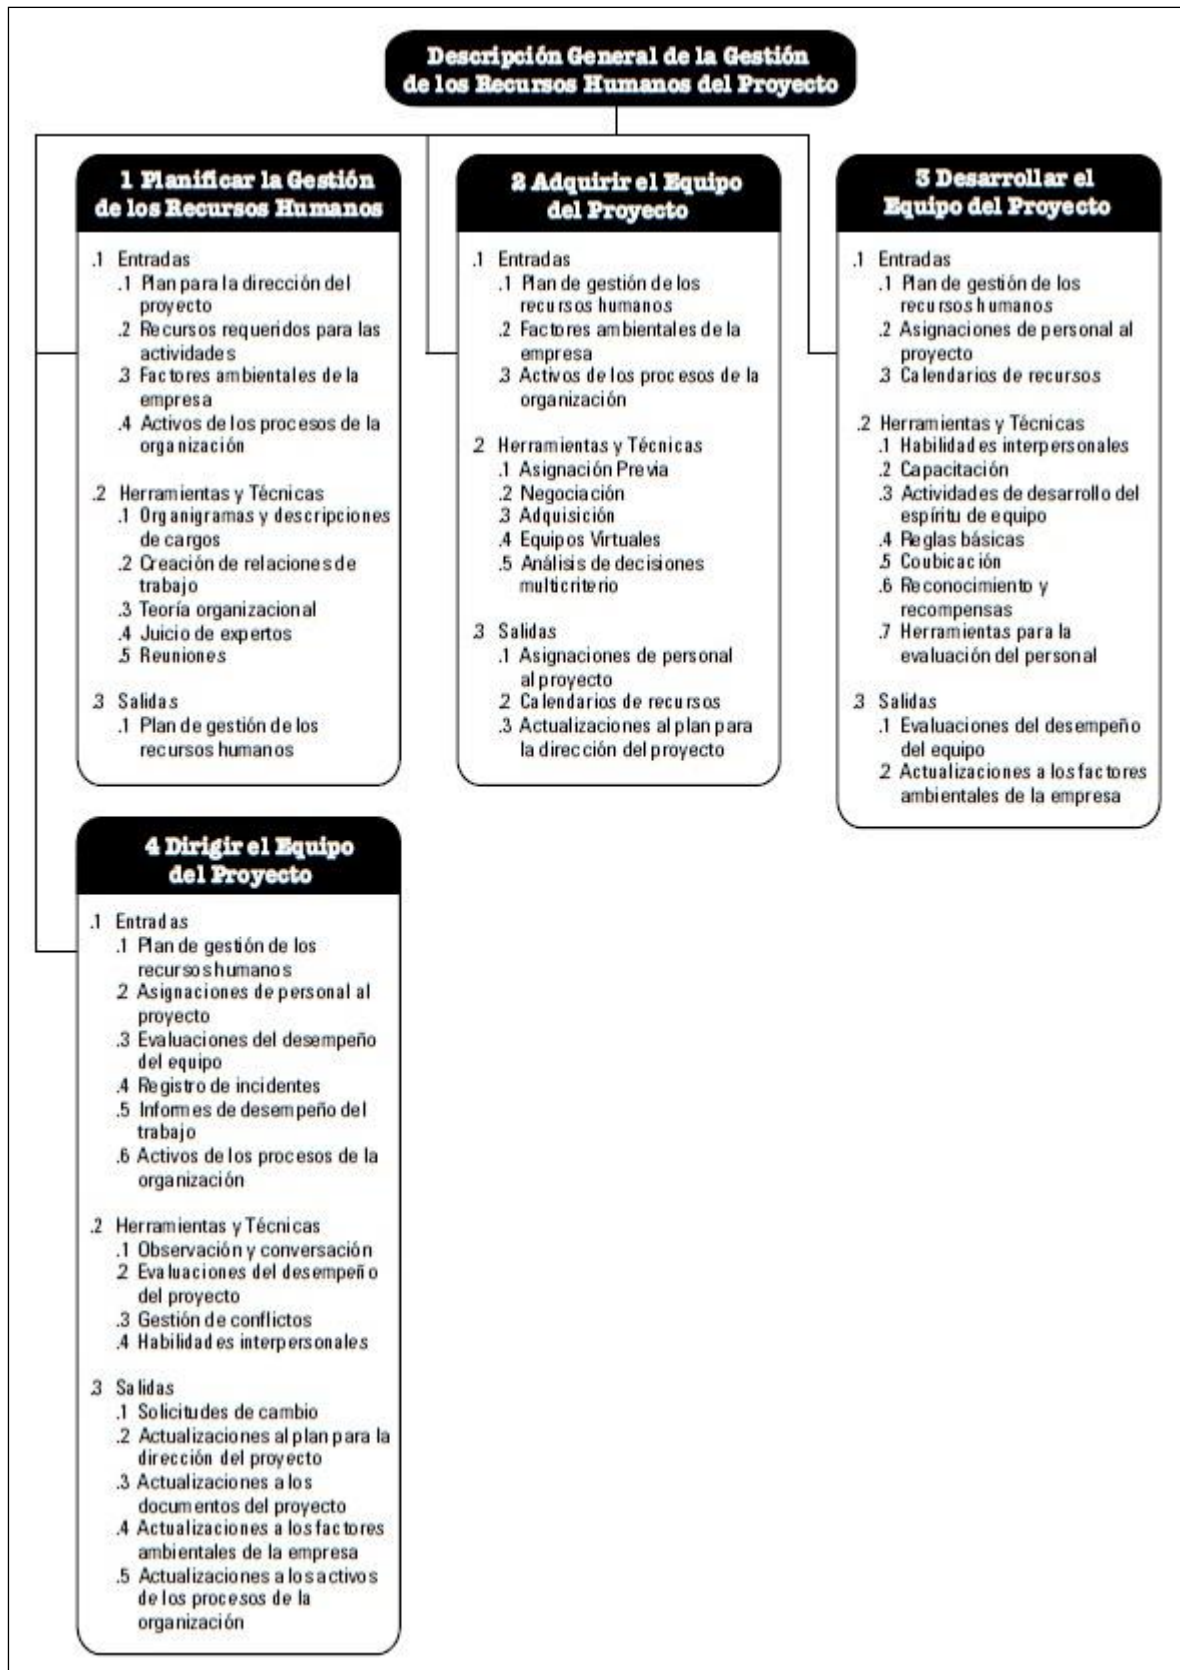 Descripción General de la Gestión
de los Recursos Humanos del Proyecto
1 Planificar la Gestión
de los Recursos Humanos
.1 Entradas
.1 Plan para la dirección del
proyecto
.2 Recursos requeridos para las
actividades
.3 Factores ambientales de la
empresa
.4 Activos de los procesos de la
organización
.2 Herramientas y Técnicas
.1 Organigramas y descripciones
de cargos
.2 Creación de relaciones de
trabajo
.3 Teoría organizacional
.4 Juicio de expertos
.5 Reuniones
.3 Salidas
.1 Plan de gestión de los
recursos humanos
2 Adquirir el Equipo
del Proyecto
.1 Entradas
.1 Plan de gestión de los
recursos humanos
.2 Factores ambientales de la
empresa
.3 Activos de los procesos de la
organización
.2 Herramientas y Técnicas
.1 Asignación Previa
.2 Negociación
.3 Adquisición
.4 Equipos Virtuales
.5 Análisis de decisiones
multicriterio
.3 Salidas
.1 Asignaciones de personal
al proyecto
.2 Calendarios de recursos
.3 Actualizaciones al plan para
la dirección del proyecto
3 Desarrollar el
Equipo del Proyecto
.1 Entradas
.1 Plan de gestión de los
recursos humanos
.2 Asignaciones de personal al
proyecto
.3 Calendarios de recursos
.2 Herramientas y Técnicas
.1 Habilidades interpersonales
.2 Capacitación
.3 Actividades de desarrollo del
espíritu de equipo
.4 Reglas básicas
.5 Coubicación
.6 Reconocimiento y
recompensas
.7 Herramientas para la
evaluación del personal
.3 Salidas
.1 Evaluaciones del desempeño
del equipo
.2 Actualizaciones a los factores
ambientales de la empresa
4 Dirigir el Equipo
del Proyecto
.1 Entradas
.1 Plan de gestión de los
recursos humanos
.2 Asignaciones de personal al
proyecto
.3 Evaluaciones del desempeño
del equipo
.4 Registro de incidentes
.5 Informes de desempeño del
trabajo
.6 Activos de los procesos de la
organización
.2 Herramientas y Técnicas
.1 Observación y conversación
.2 Evaluaciones del desempeño
del proyecto
.3 Gestión de conflictos
.4 Habilidades interpersonales
.3 Salidas
.1 Solicitudes de cambio
.2 Actualizaciones al plan para la
dirección del proyecto
.3 Actualizaciones a los
documentos del proyecto
.4 Actualizaciones a los factores
ambientales de la empresa
.5 Actualizaciones a los activos
de los procesos de la
organización